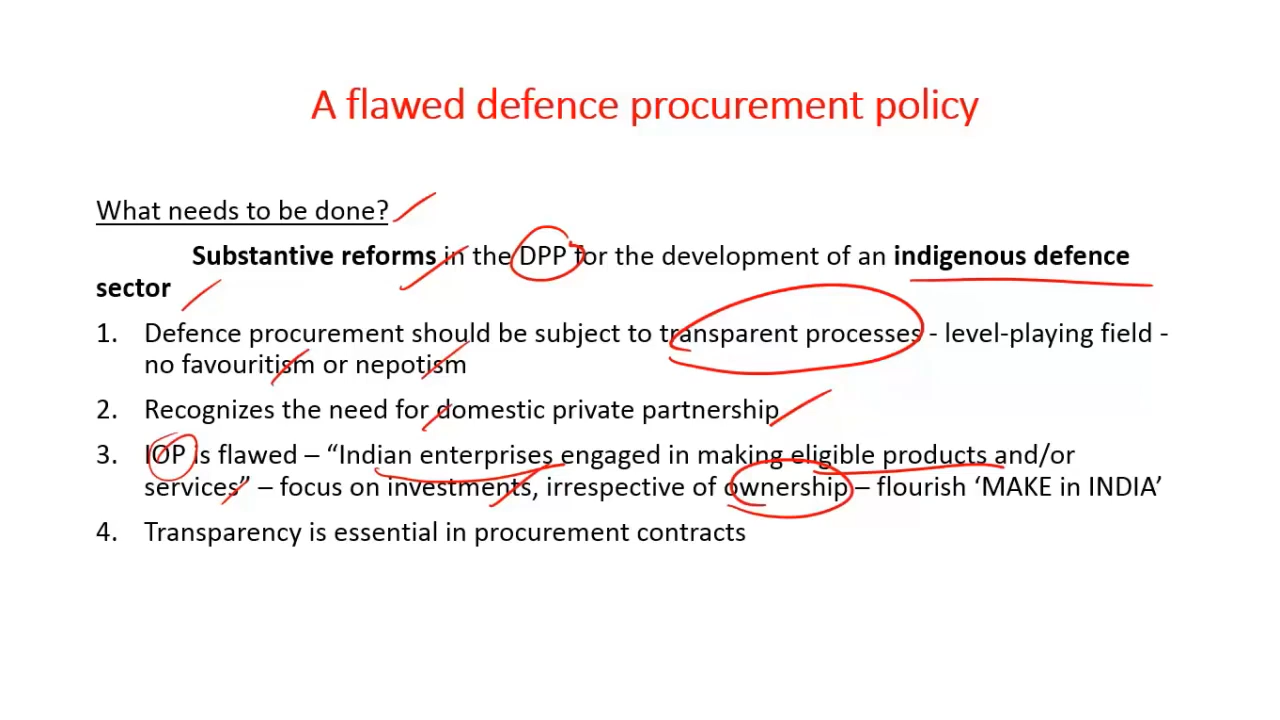 A flawed defence procurement policy
What needs to be done?
Substantive reforms in the DPP for the development of an indigenous defence
sector
1. Defence procurement should be subject to transparent processes - level-playing field -
no favouritism or nepotism
2. Recognizes the need for domestic private partnership
3. IOP is flawed – “Indian enterprises engaged in making eligible products and/or
services” – focus on investments, irrespective of ownership – flourish ‘MAKE in INDIA’
4. Transparency is essential in procurement contracts